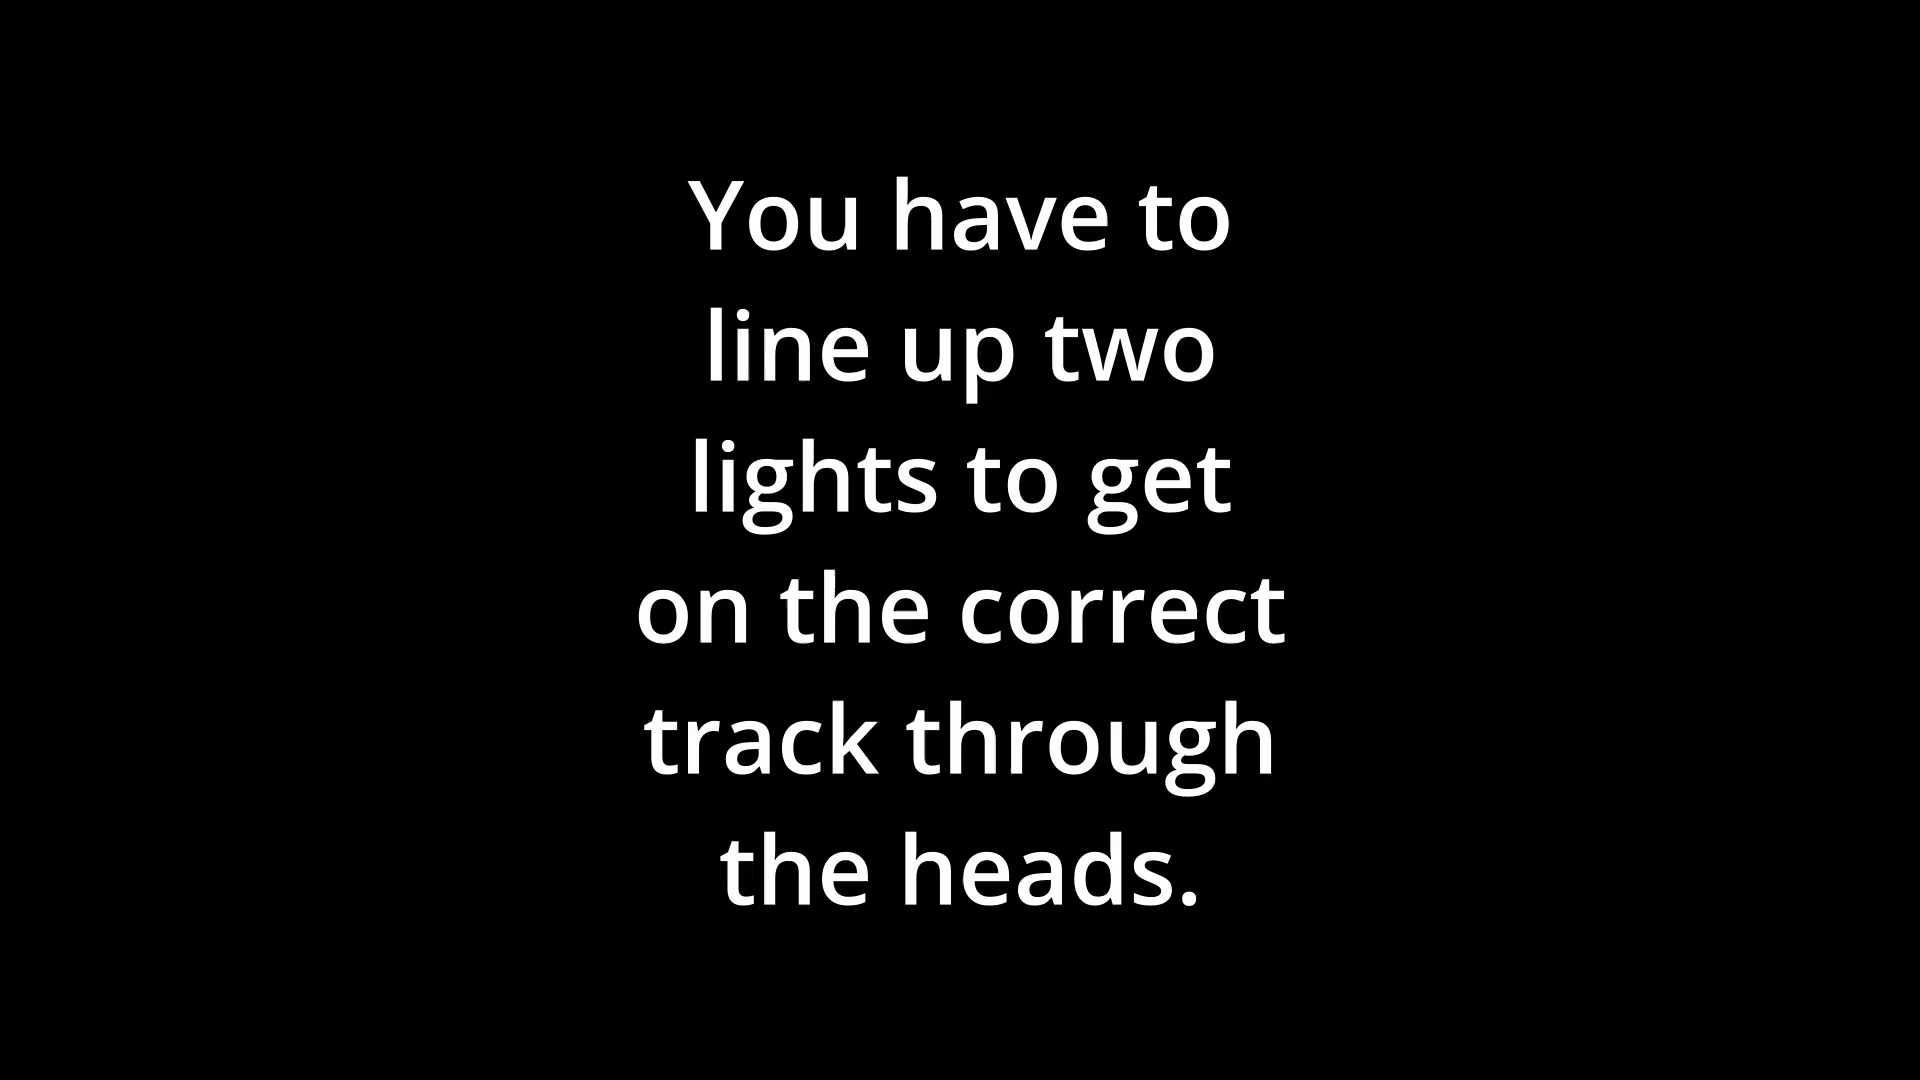 You have to
line up two
lights to get
on the correct
track through
the heads.